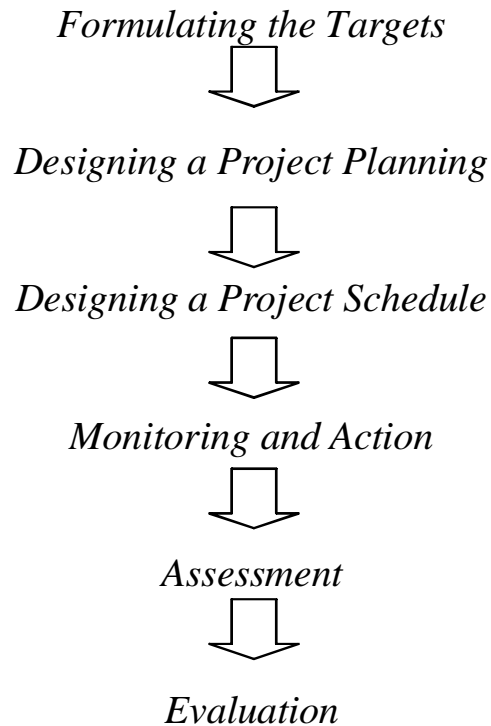 Formulating the Targets
Designing a Project Planning
Designing a Project Schedule
Monitoring and Action
Assessment
Evaluation